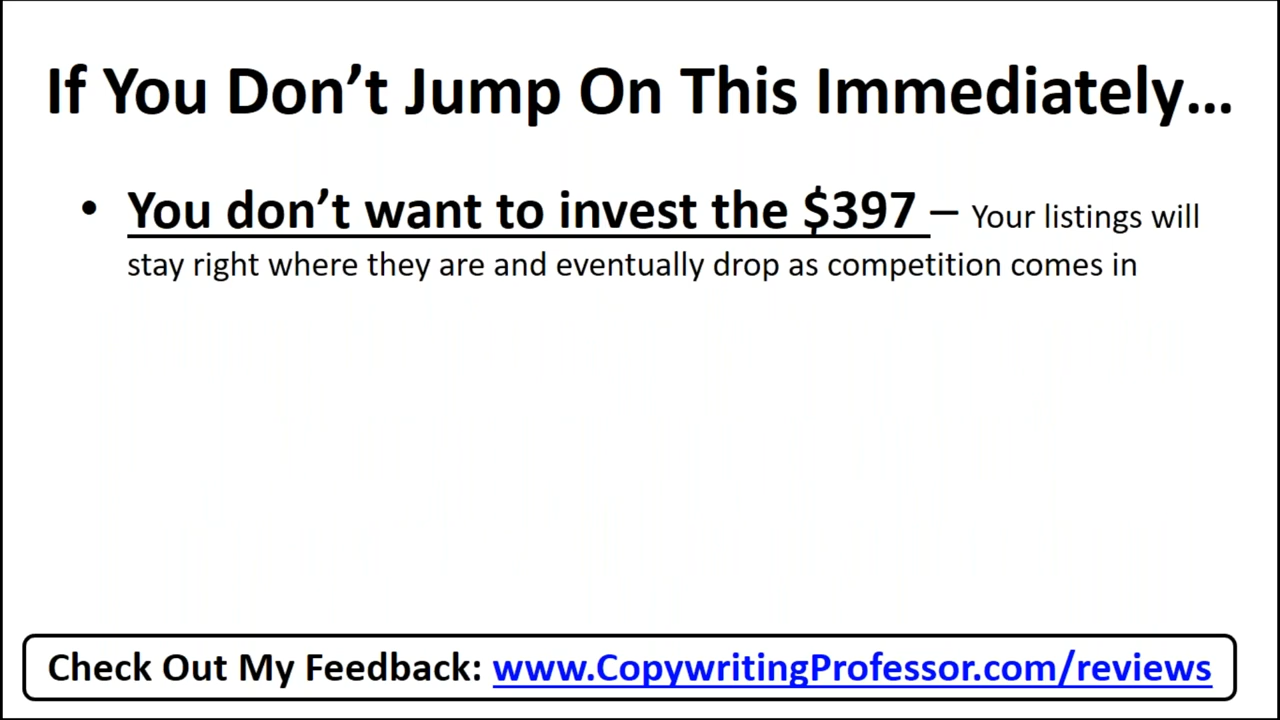 If You Don’t Jump On This Immediately…
• You don’t want to invest the $397 – Your listings will
stay right where they are and eventually drop as competition comes in
Check Out My Feedback: www.CopywritingProfessor.com/reviews